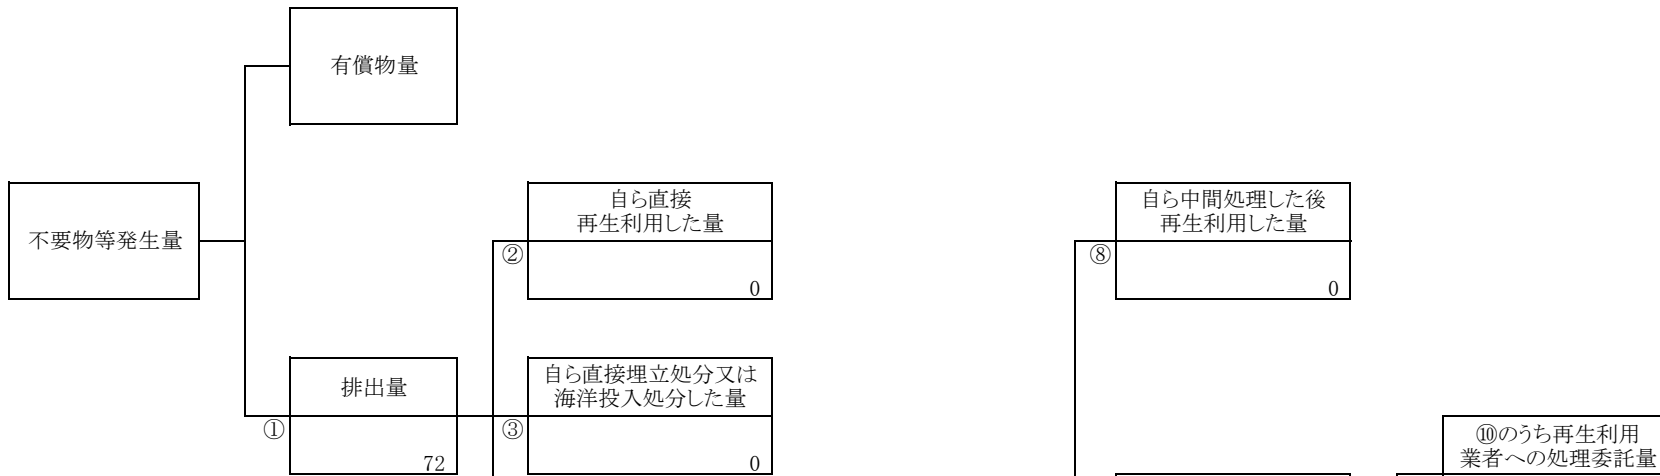 有償物量
不要物等発生量
自ら直接
再生利用した量
②
0
自ら中間処理した後
再生利用した量
⑧
0
排出量
①
72
自ら直接埋立処分又は
海洋投入処分した量
③
0
⑩のうち再生利用
業者への処理委託量